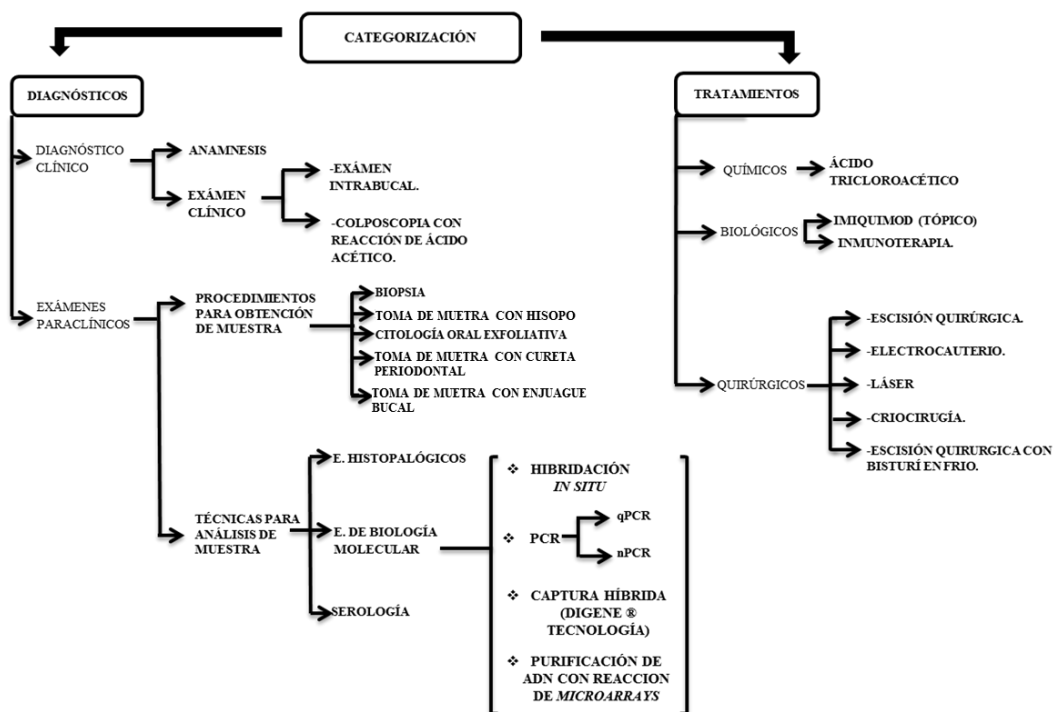 CATEGORIZACIÓN
DIAGNÓSTICOS
DIAGNÓSTICO
CLÍNICO
ANAMNESIS
EXÁMEN
CLÍNICO
-EXÁMEN
INTRABUCAL.
-COLPOSCOPIA CON
REACCIÓN DE ÁCIDO
ACÉTICO.
EXÁMENES
PARACLÍNICOS
PROCEDIMIENTOS
PARA OBTENCIÓN
DE MUESTRA
BIOPSIA
TOMA DE MUETRA CON HISOPO
CITOLOGÍA ORAL EXFOLIATIVA
TOMA DE MUETRA CON CURETA
PERIODONTAL
TOMA DE MUETRA CON ENJUAGUE
BUCAL
TÉCNICAS PARA
ANÁLISIS DE
MUESTRA
E. HISTOPALÓGICOS
E. DE BIOLOGÍA
MOLECULAR
SEROLOGÍA
❖ HIBRIDACIÓN
IN SITU
❖ PCR
qPCR
nPCR
❖ CAPTURA HÍBRIDA
(DIGENE ®
TECNOLOGÍA)
❖ PURIFICACIÓN DE
ADN CON REACCION
DE MICROARRAYS
TRATAMIENTOS
QUÍMICOS
ÁCIDO
TRICLOROACÉTICO
BIOLÓGICOS
IMIQUIMOD (TÓPICO)
INMUNOTERAPIA.
QUIRÚRGICOS
-ESCISIÓN QUIRÚRGICA.
-ELECTROCAUTERIO.
-LÁSER
-CRIOCIRUGÍA.
-ESCISIÓN QUIRURGICA CON
BISTURÍ EN FRIO.